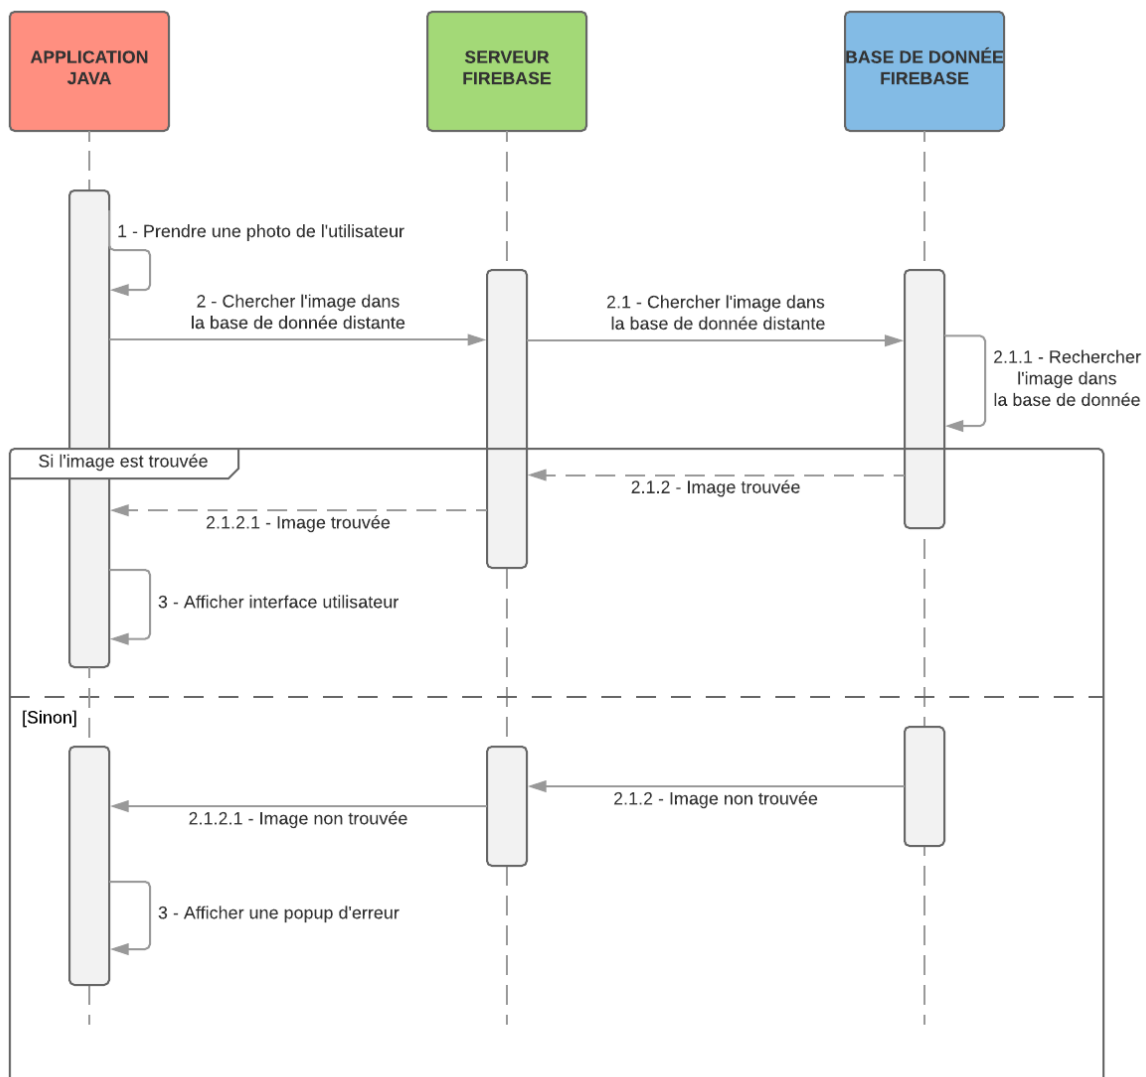 APPLICATION
JAVA
SERVEUR
FIREBASE
BASE DE DONNÉE
FIREBASE
1 - Prendre une photo de l'utilisateur
2 - Chercher l'image dans
la base de donnée distante
2.1 - Chercher l'image dans
la base de donnée distante
2.1.1 - Rechercher
l'image dans
la base de donnée
Si l'image est trouvée
2.1.2 - Image trouvée
2.1.2.1 - Image trouvée
3 - Afficher interface utilisateur
[Sinon]
2.1.2 - Image non trouvée
2.1.2.1 - Image non trouvée
3 - Afficher une popup d'erreur